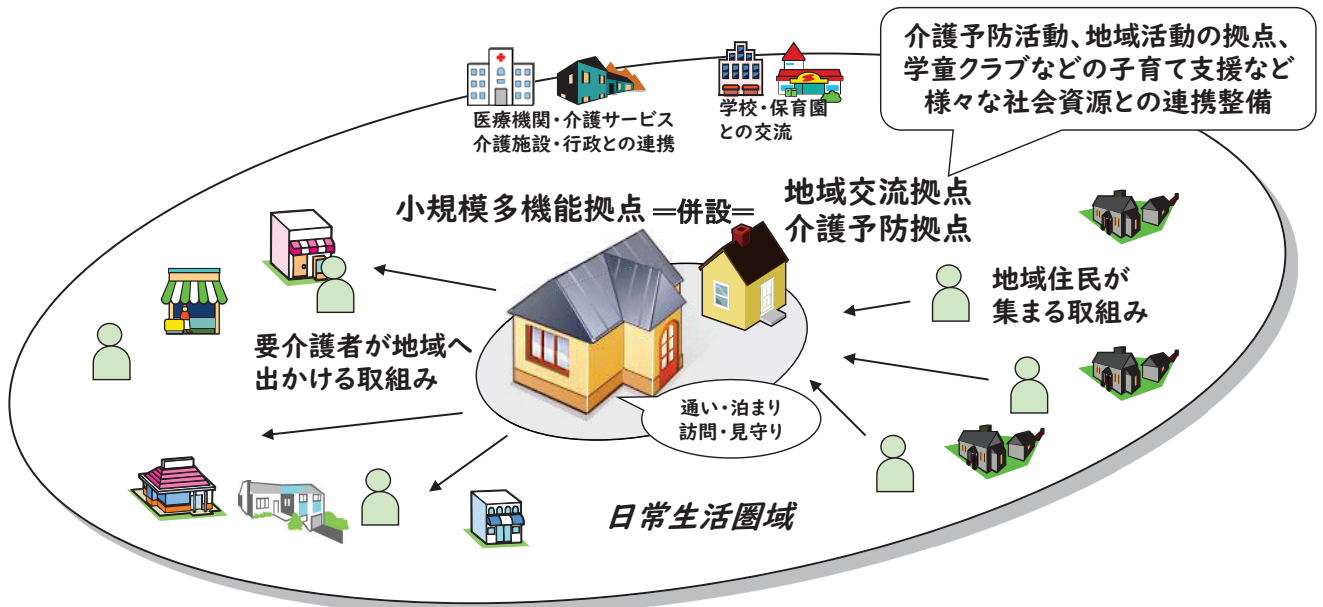 介護予防活動、地域活動の拠点、
学童クラブなどの子育て支援など
様々な社会資源との連携整備
医療機関・介護サービス
介護施設・行政との連携
学校・保育園
との交流
小規模多機能拠点=併設=
地域交流拠点
介護予防拠点
地域住民が
集まる取組み
要介護者が地域へ
出かける取組み
通い・泊まり
訪問・見守り
日常生活圏域